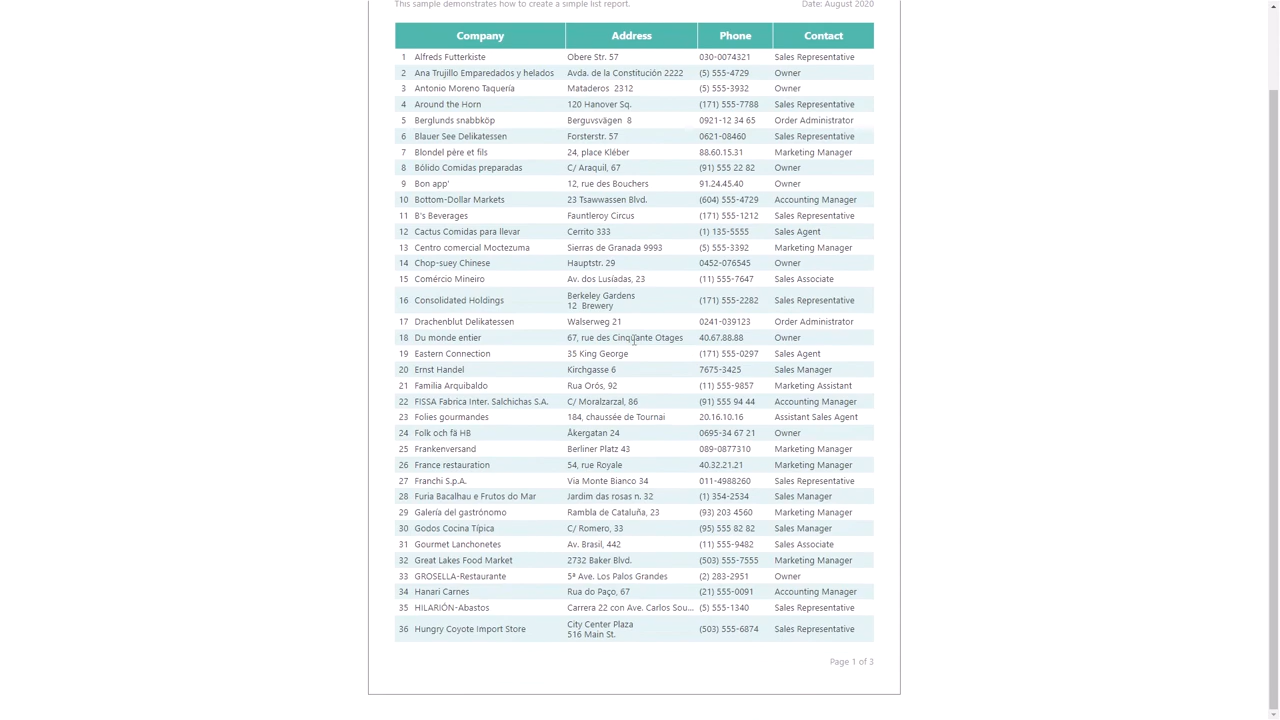 This sample demonstrates how to create a simple list report. Date: August 2020
Company Address Phone Contact
1 Alfreds Futterkiste Obere Str. 57 030-0074321 Sales Representative
2 Ana Trujillo Emparedados y helados Avda. de la Constitución 2222 (5) 555-4729 Owner
3 Antonio Moreno Taquería Mataderos 2312 (5) 555-3932 Owner
4 Around the Horn 120 Hanover Sq. (171) 555-7788 Sales Representative
5 Berglunds snabbköp Berguvsvägen 8 0921-12 34 65 Order Administrator
6 Blauer See Delikatessen Forsterstr. 57 0621-08460 Sales Representative
7 Blondel père et fils 24, place Kléber 88.60.15.31 Marketing Manager
8 Bólido Comidas preparadas C/ Araquil, 67 (91) 555 22 82 Owner
9 Bon app' 12, rue des Bouchers 91.24.45.40 Owner
10 Bottom-Dollar Markets 23 Tsawwassen Blvd. (604) 555-4729 Accounting Manager
11 B's Beverages Fauntleroy Circus (171) 555-1212 Sales Representative
12 Cactus Comidas para llevar Cerrito 333 (1) 135-5555 Sales Agent
13 Centro comercial Moctezuma Sierras de Granada 9993 (5) 555-3392 Marketing Manager
14 Chop-suey Chinese Hauptstr. 29 0452-076545 Owner
15 Comércio Mineiro Av. dos Lusíadas, 23 (11) 555-7647 Sales Associate
16 Consolidated Holdings Berkeley Gardens (171) 555-2282 Sales Representative
12 Brewery
17 Drachenblut Delikatessen Walserweg 21 0241-039123 Order Administrator
18 Du monde entier 67, rue des Cinquante Otages 40.67.88.88 Owner
19 Eastern Connection 35 King George (171) 555-0297 Sales Agent
20 Ernst Handel Kirchgasse 6 7675-3425 Sales Manager
21 Familia Arquibaldo Rua Orós, 92 (11) 555-9857 Marketing Assistant
22 FISSA Fabrica Inter. Salchichas S.A. C/ Moralzarzal, 86 (91) 555 94 44 Accounting Manager
23 Folies gourmandes 184, chaussée de Tournai 20.16.10.16 Assistant Sales Agent
24 Folk och fä HB Åkergatan 24 0695-34 67 21 Owner
25 Frankenversand Berliner Platz 43 089-0877310 Marketing Manager
26 France restauration 54, rue Royale 40.32.21.21 Marketing Manager
27 Franchi S.p.A. Via Monte Bianco 34 011-4988260 Sales Representative
28 Furia Bacalhau e Frutos do Mar Jardim das rosas n. 32 (1) 354-2534 Sales Manager
29 Galería del gastrónomo Rambla de Cataluña, 23 (93) 203 4560 Marketing Manager
30 Godos Cocina Típica C/ Romero, 33 (95) 555 82 82 Sales Manager
31 Gourmet Lanchonetes Av. Brasil, 442 (11) 555-9482 Sales Associate
32 Great Lakes Food Market 2732 Baker Blvd. (503) 555-7555 Marketing Manager
33 GROSELLA-Restaurante 5ª Ave. Los Palos Grandes (2) 283-2951 Owner
34 Hanari Carnes Rua do Paço, 67 (21) 555-0091 Accounting Manager
35 HILARIÓN-Abastos Carrera 22 con Ave. Carlos Sou... (5) 555-1340 Sales Representative
36 Hungry Coyote Import Store City Center Plaza (503) 555-6874 Sales Representative
516 Main St.
Page 1 of 3